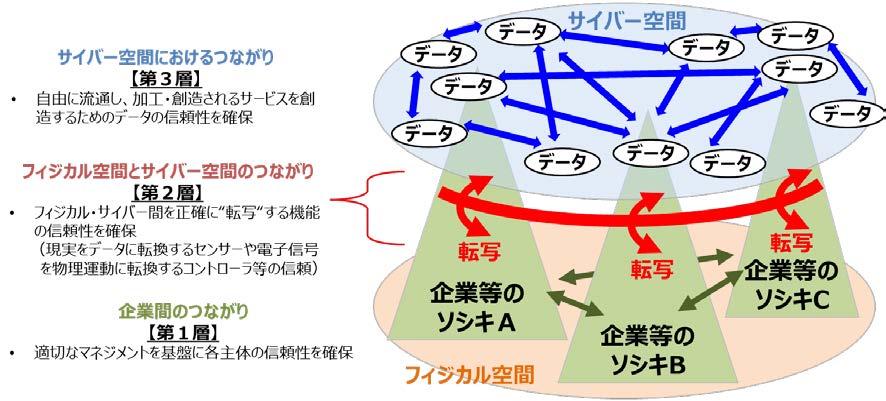 サイバー空間におけるつながり
【第３層】
• 自由に流通し、加工・創造されるサービスを創
造するためのデータの信頼性を確保
フィジカル空間とサイバー空間のつながり
【第２層】
• フィジカル・サイバー間を正確に“転写“する機能
の信頼性を確保
（現実をデータに転換するセンサーや電子信号
を物理運動に転換するコントローラ等の信頼）
企業間のつながり
【第１層】
• 適切なマネジメントを基盤に各主体の信頼性を確保
サイバー空間
データ
データ
データ
データ
データ
データ
データ
データ
データ
データ
データ
転写
転写
転写
企業等の
ソシキA
企業等の
ソシキB
企業等の
ソシキC
フィジカル空間